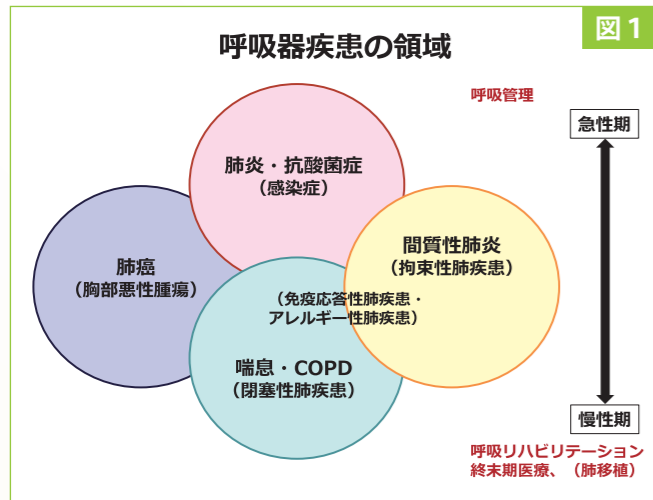 図 1
呼吸器疾患の領域
呼吸管理
急性期
肺炎・抗酸菌症
（感染症）
間質性肺炎
（拘束性肺疾患）
肺癌
（胸部悪性腫瘍）
（免疫応答性肺疾患・
アレルギー性肺疾患）
喘息・COPD
（閉塞性肺疾患）
慢性期
呼吸リハビリテーション
終末期医療、（肺移植）